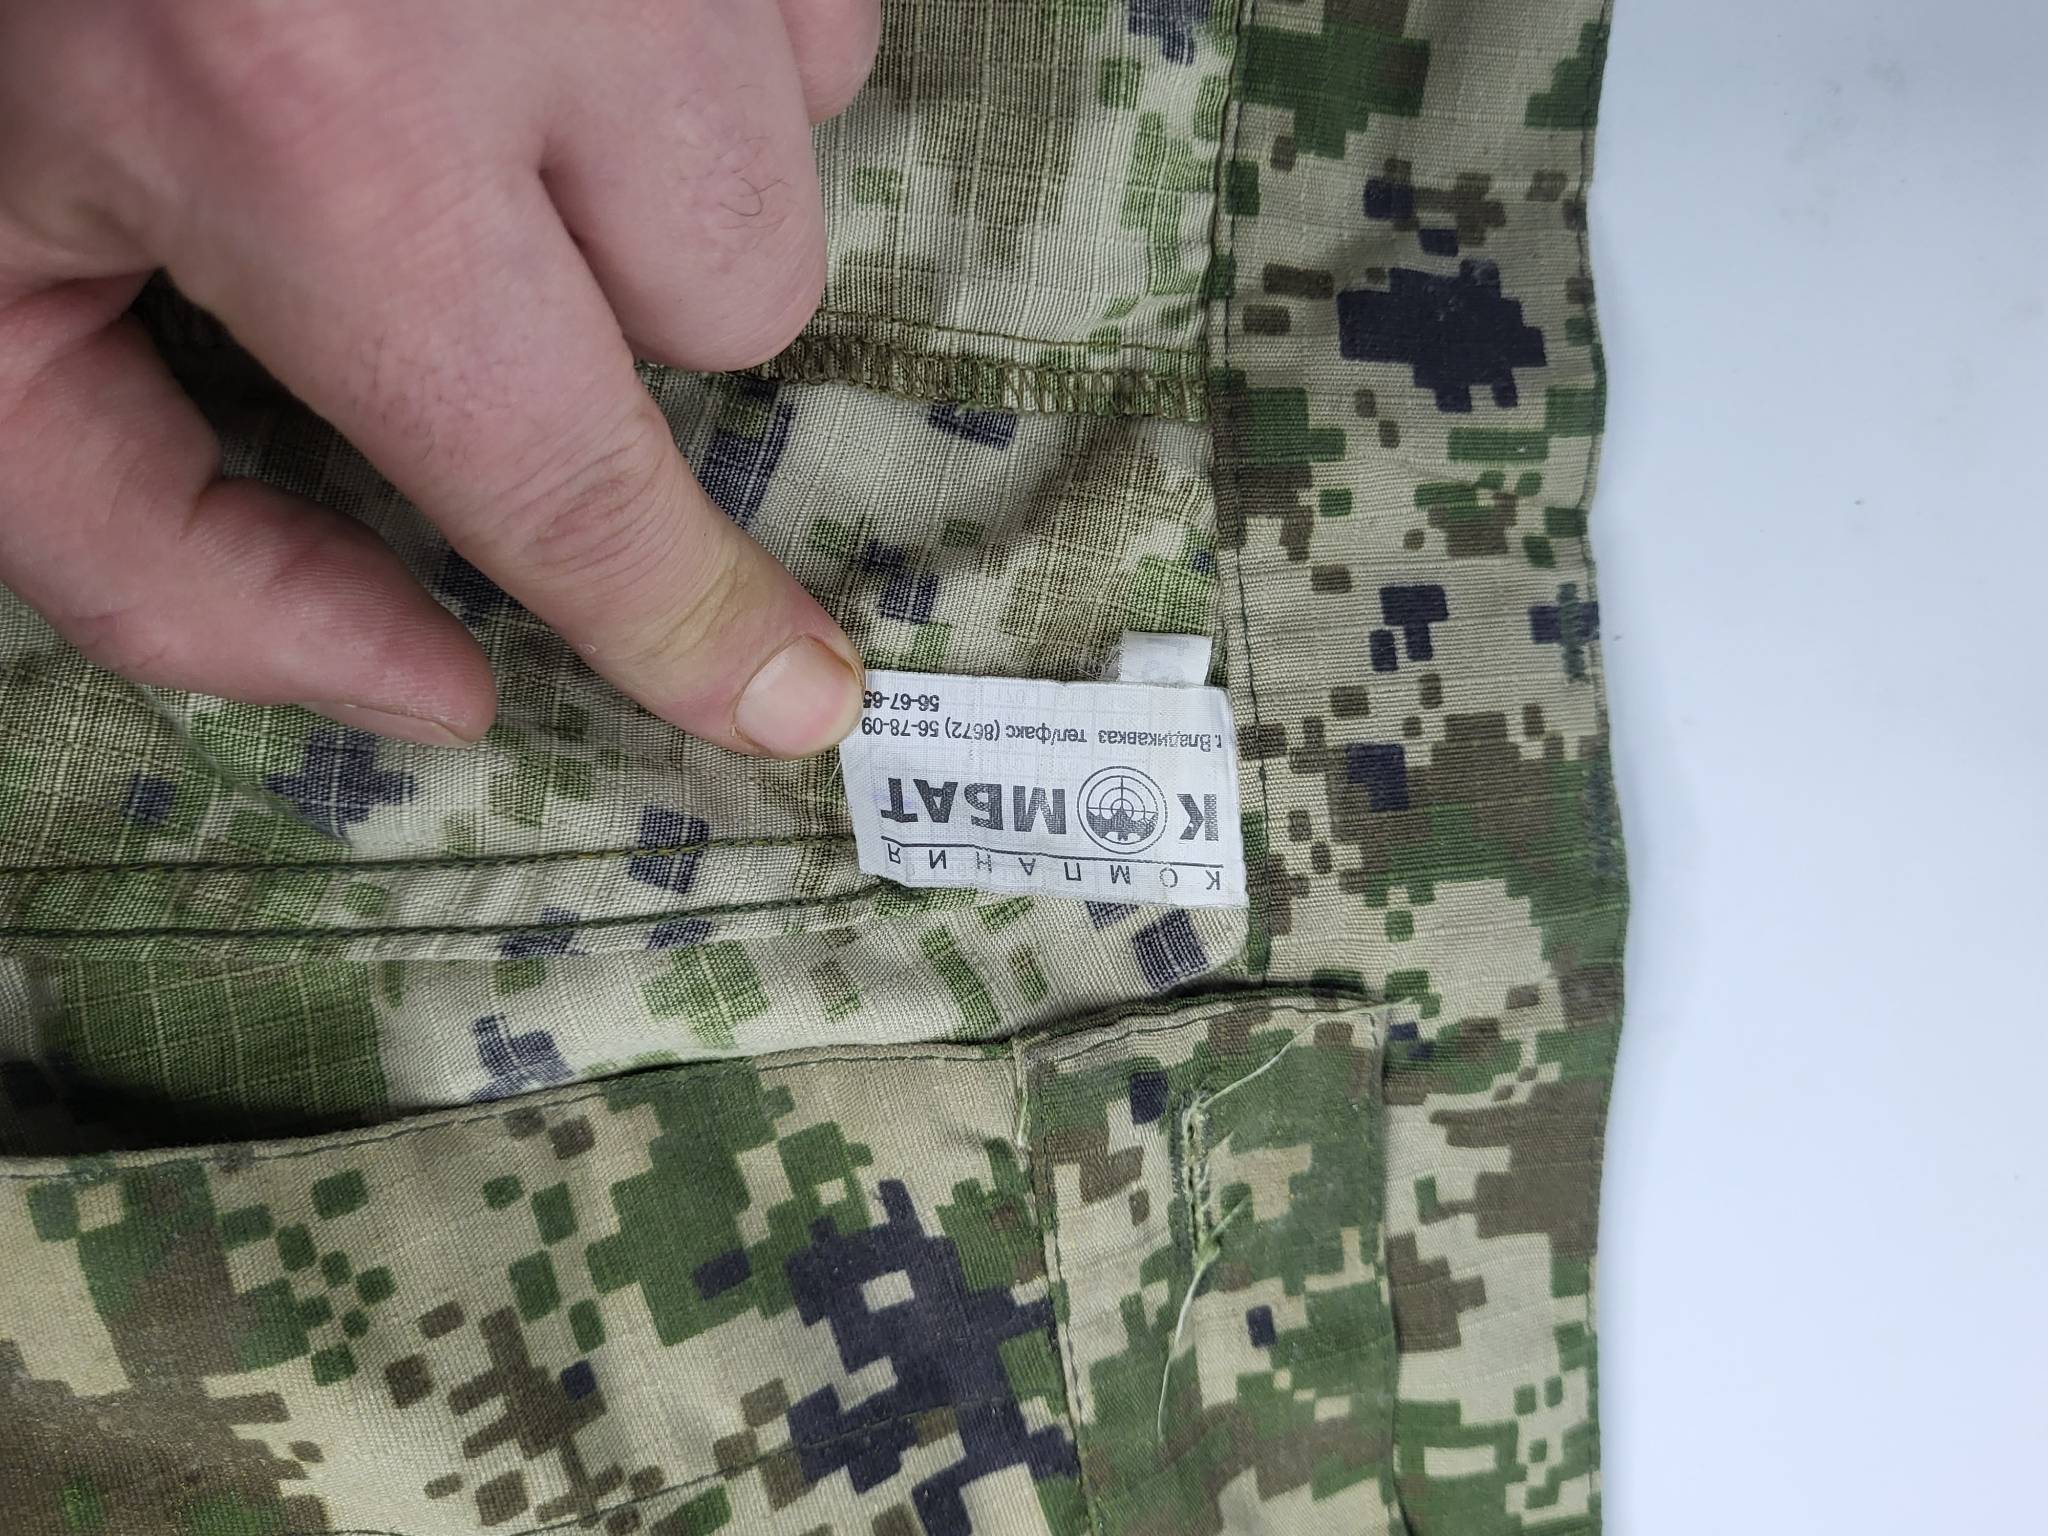 КОМПАНИЯ
КОМБАТ
г. Владикавказ тел/факс (8672) 56-78-09
56-67-65